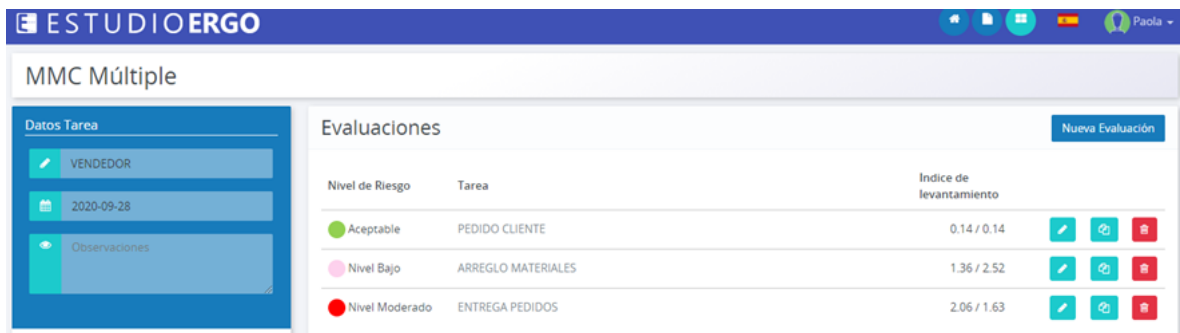 ESTUDIOERGO
Paola
MMC Múltiple
Datos Tarea
VENDEDOR
2020-09-28
Observaciones
Evaluaciones
Nueva Evaluación
Nivel de Riesgo Tarea Indice de
levantamiento
Aceptable PEDIDO CLIENTE 0.14 / 0.14
Nivel Bajo ARREGLO MATERIALES 1.36 / 2.52
Nivel Moderado ENTREGA PEDIDOS 2.06 / 1.63